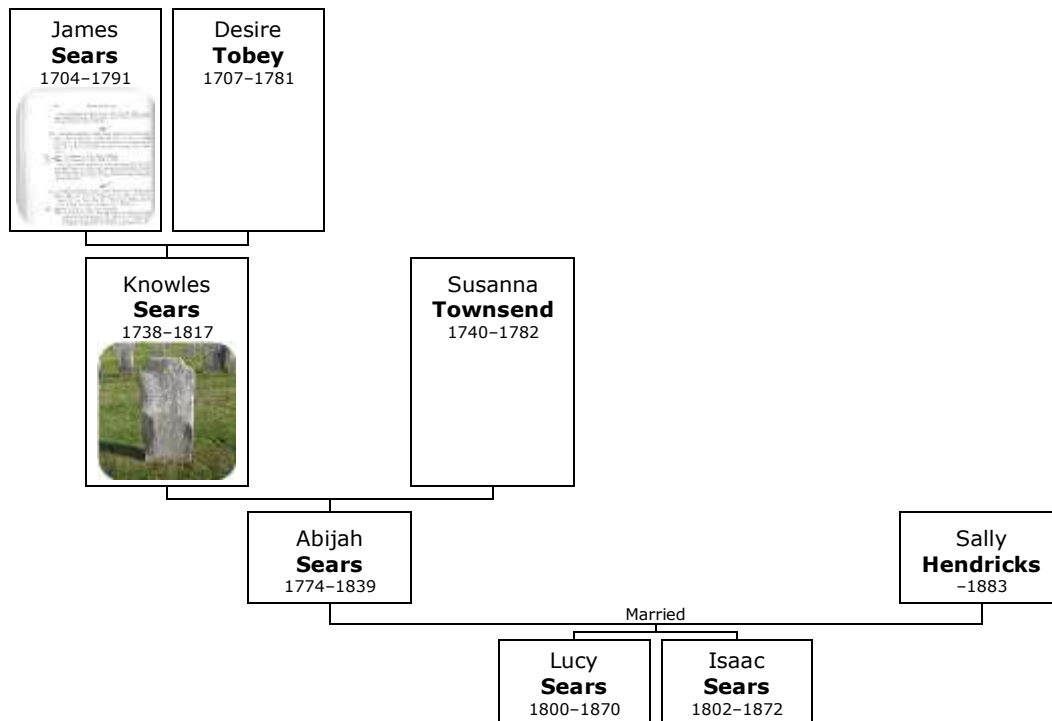 James
Sears
1704–1791
Desire
Tobey
1707–1781
Knowles
Sears
1738–1817
Susanna
Townsend
1740–1782
Abijah
Sears
1774–1839
Sally
Hendricks
–1883
Married
Lucy
Sears
1800–1870
Isaac
Sears
1802–1872